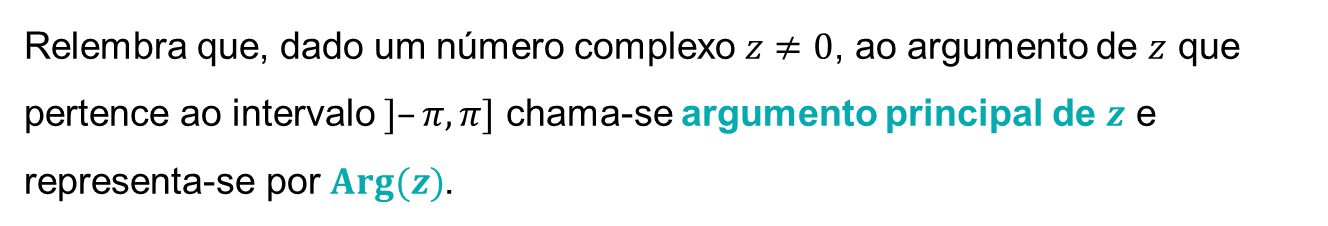 Relembra que, dado um número complexo z ≠ 0, ao argumento de z que
pertence ao intervalo ]−π, π] chama-se argumento principal de z e
representa-se por Arg(z).